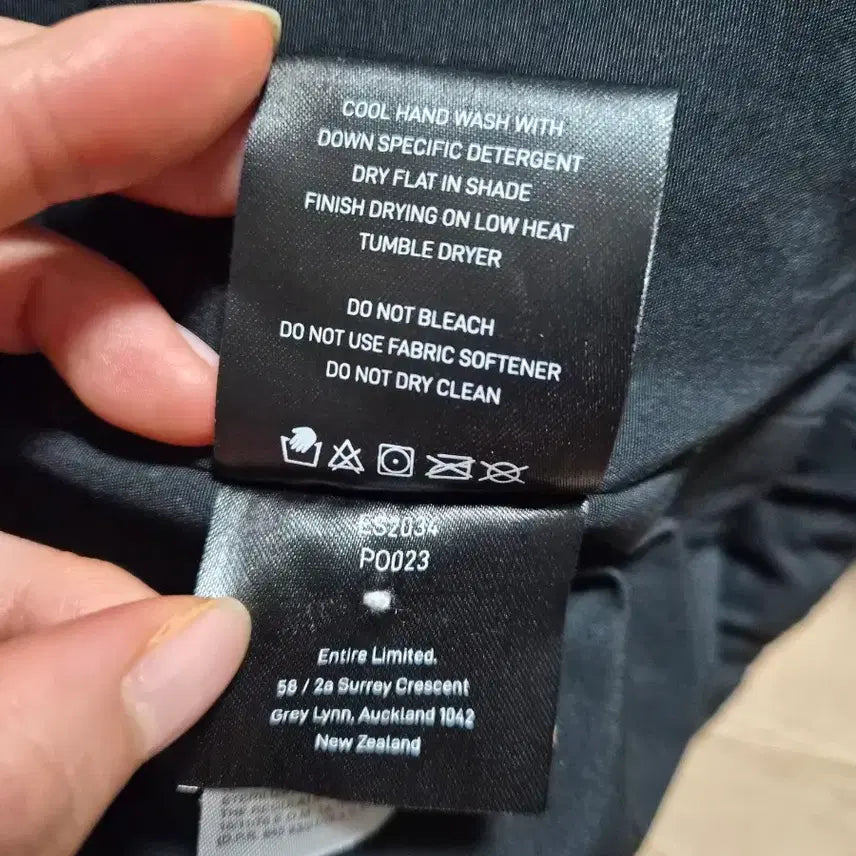 COOL HAND WASH WITH
DOWN SPECIFIC DETERGENT
DRY FLAT IN SHADE
FINISH DRYING ON LOW HEAT
TUMBLE DRYER
DO NOT BLEACH
DO NOT USE FABRIC SOFTENER
DO NOT DRY CLEAN
ES2034
PO023
Entire Limited.
58 / 2a Surrey Crescent
Grey Lynn, Auckland 1042
New Zealand